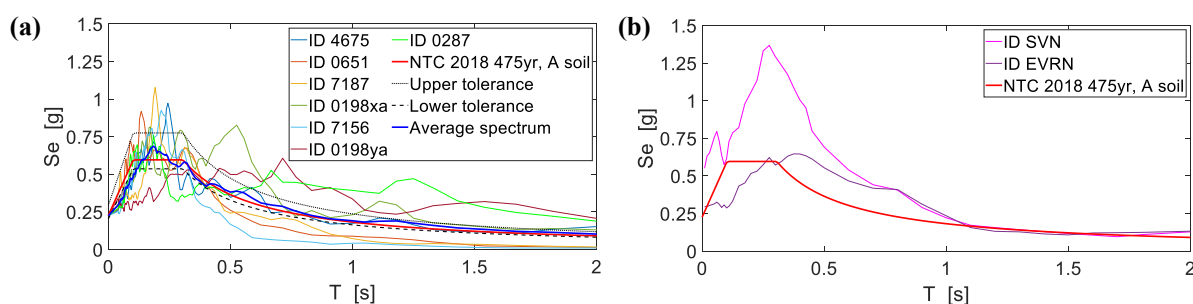 (a)
1.5
1.25
1
0.75
0.5
0.25
0
Se [g]
ID 4675
ID 0651
ID 7187
ID 0198xa
ID 7156
ID 0198ya
ID 0287
NTC 2018 475yr, A soil
Upper tolerance
Lower tolerance
Average spectrum
0 0.5 1 1.5 2
T [s]
(b)
1.5
1.25
1
0.75
0.5
0.25
0
Se [g]
ID SVN
ID EVRN
NTC 2018 475yr, A soil
0 0.5 1 1.5 2
T [s]